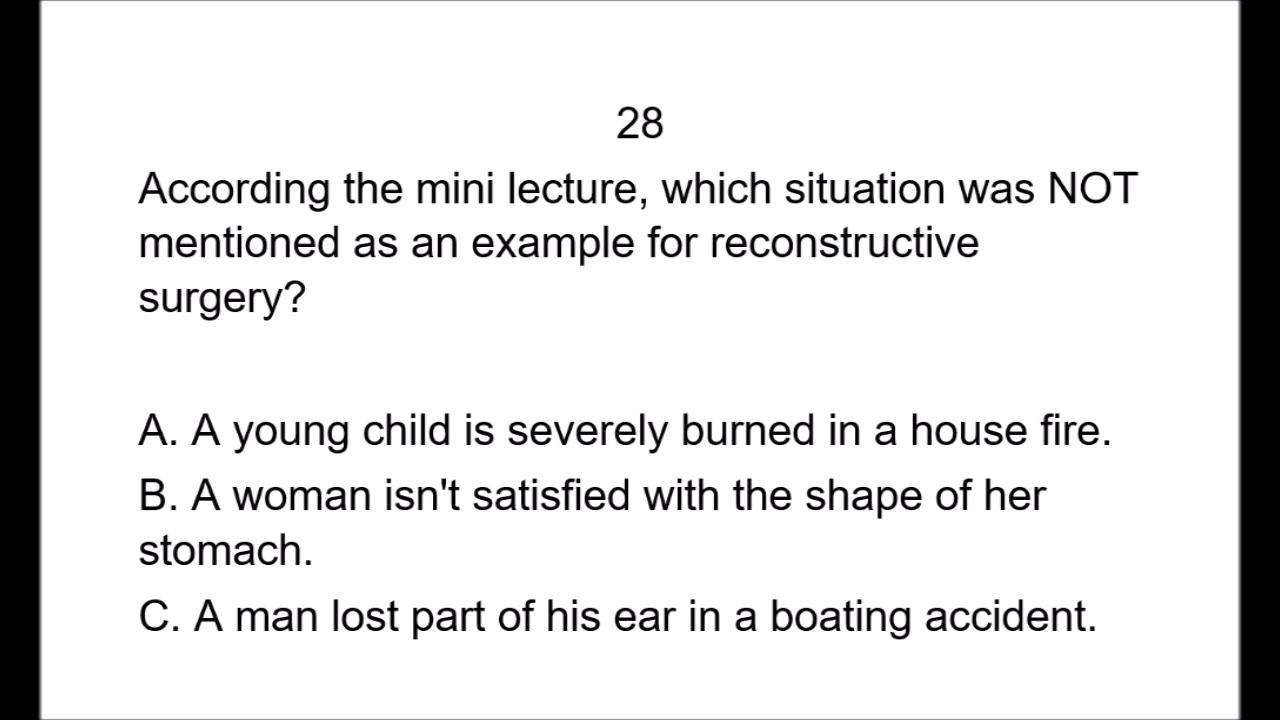 28
According the mini lecture, which situation was NOT
mentioned as an example for reconstructive
surgery?
A. A young child is severely burned in a house fire.
B. A woman isn't satisfied with the shape of her
stomach.
C. A man lost part of his ear in a boating accident.